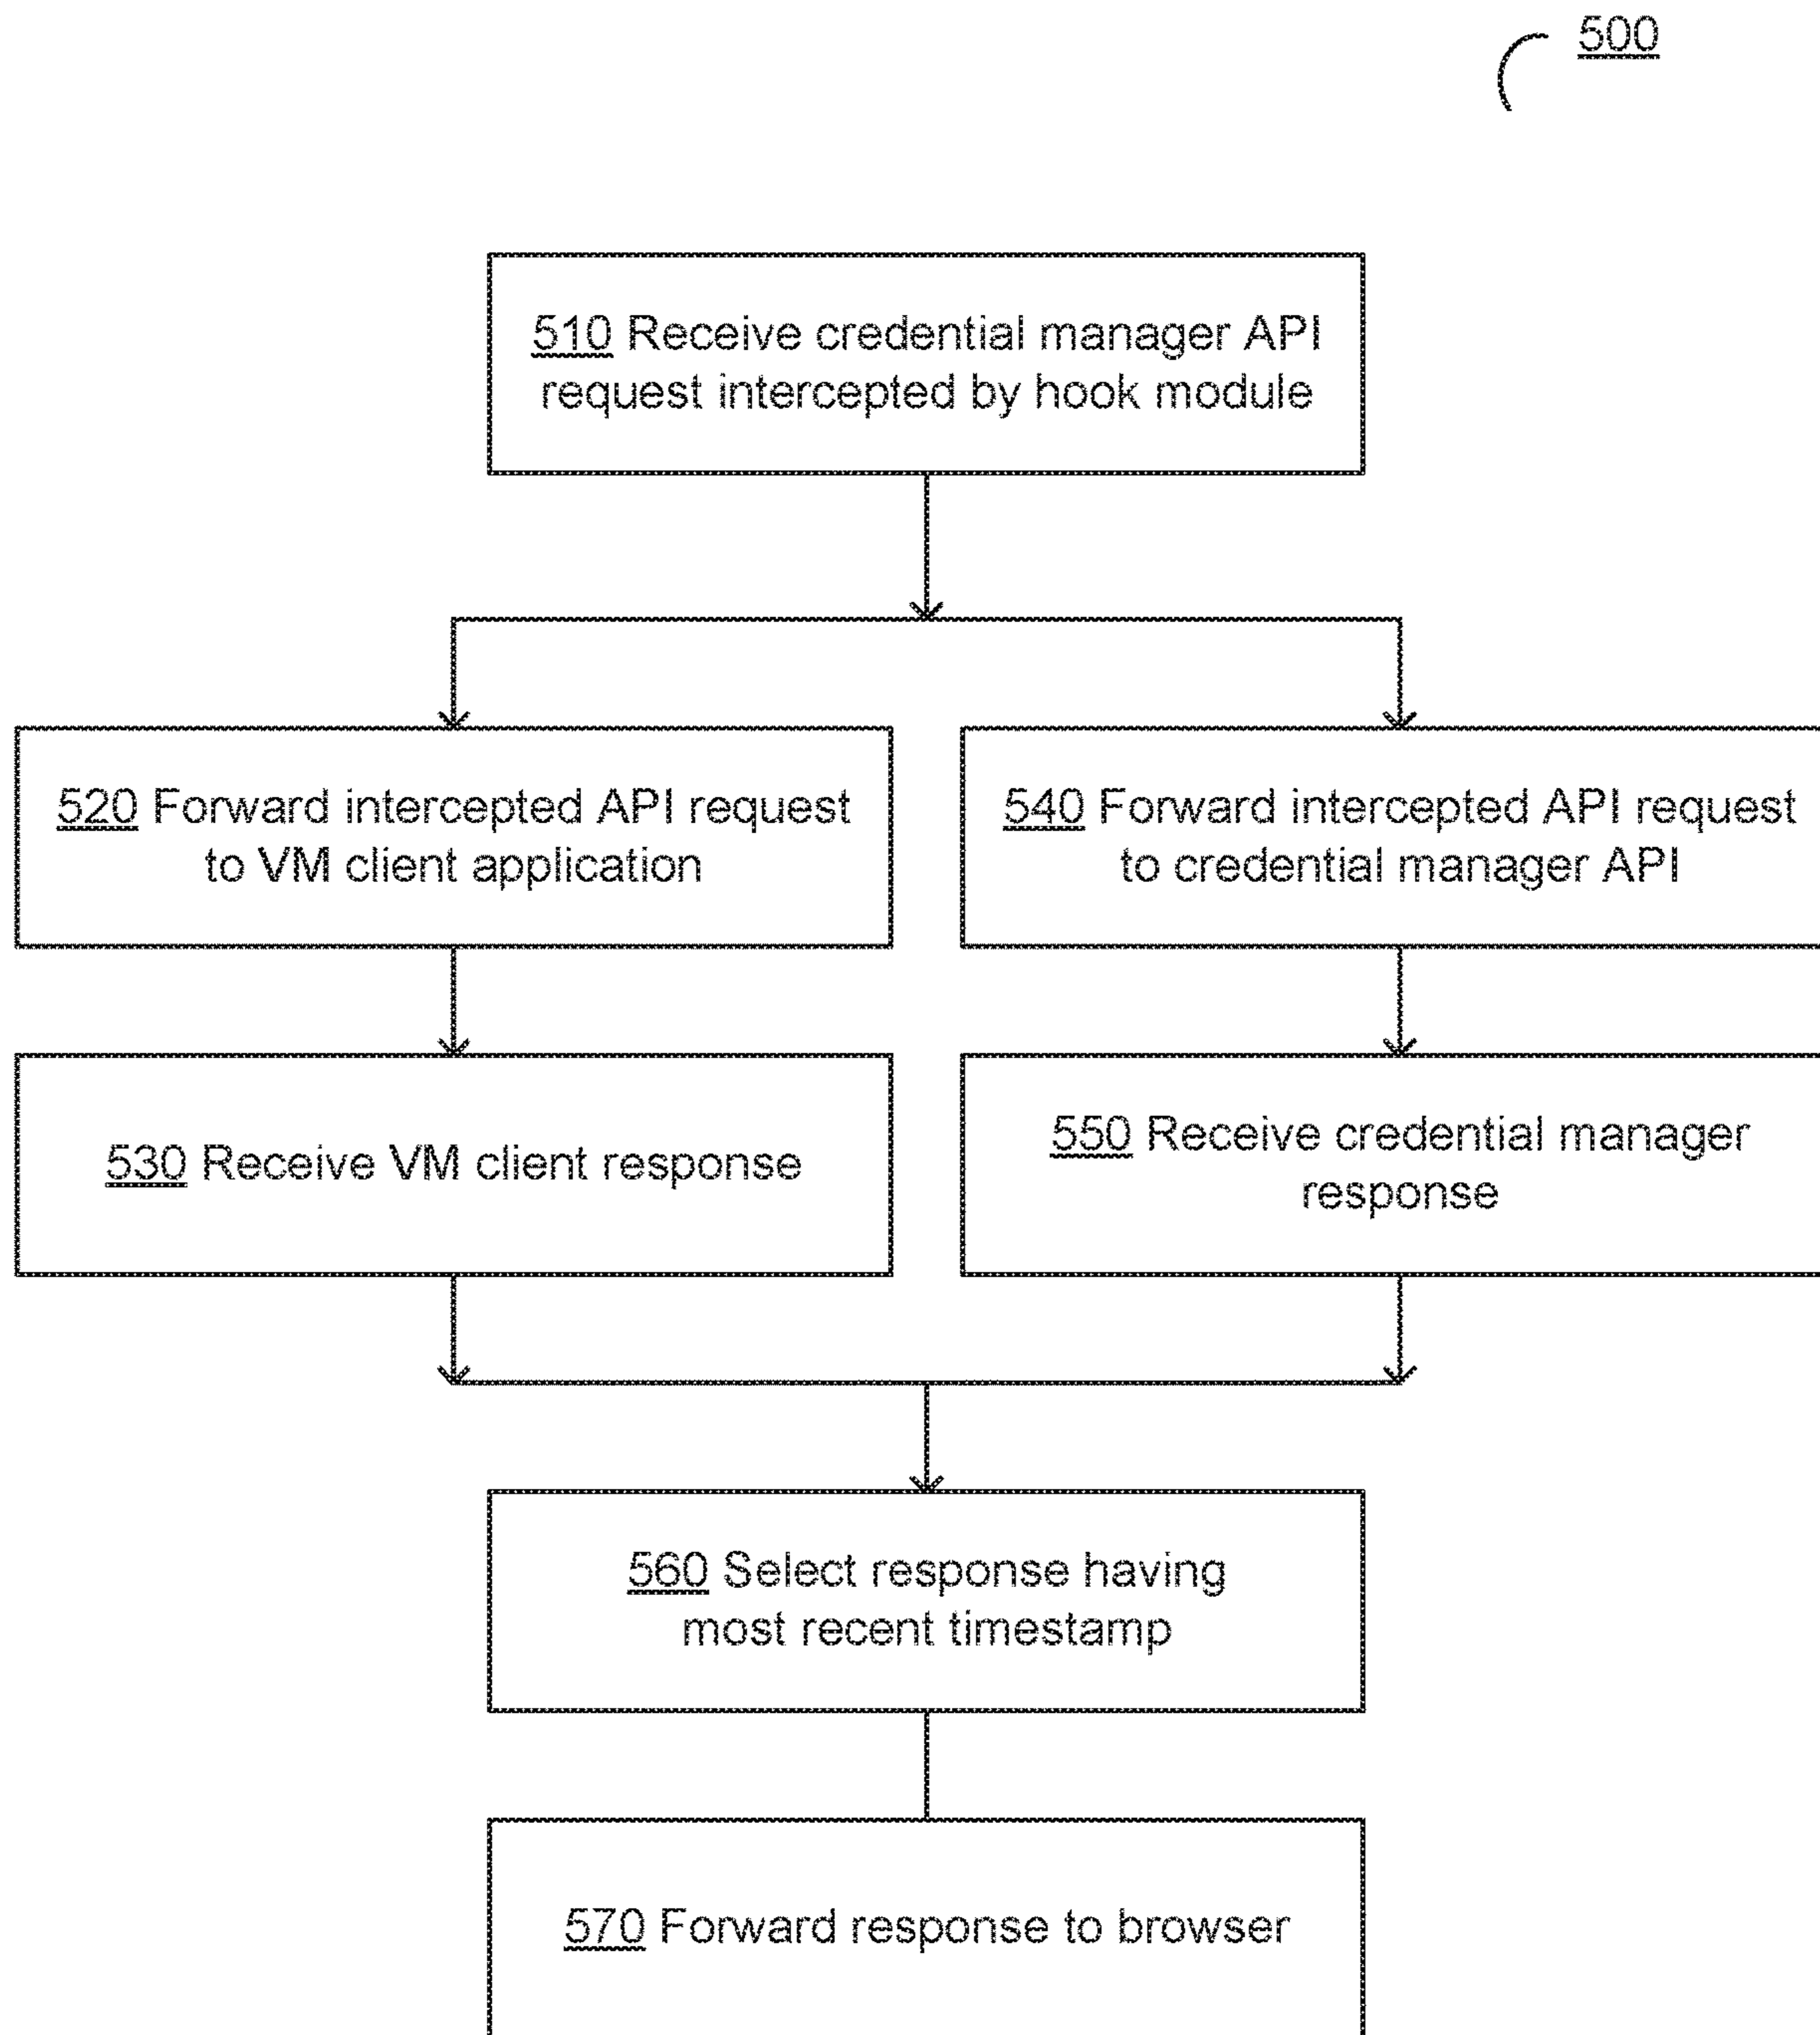 500
510 Receive credential manager API
request intercepted by hook module
520 Forward intercepted API request
to VM client application
540 Forward intercepted API request
to credential manager API
530 Receive VM client response
550 Receive credential manager
response
560 Select response having
most recent timestamp
570 Forward response to browser